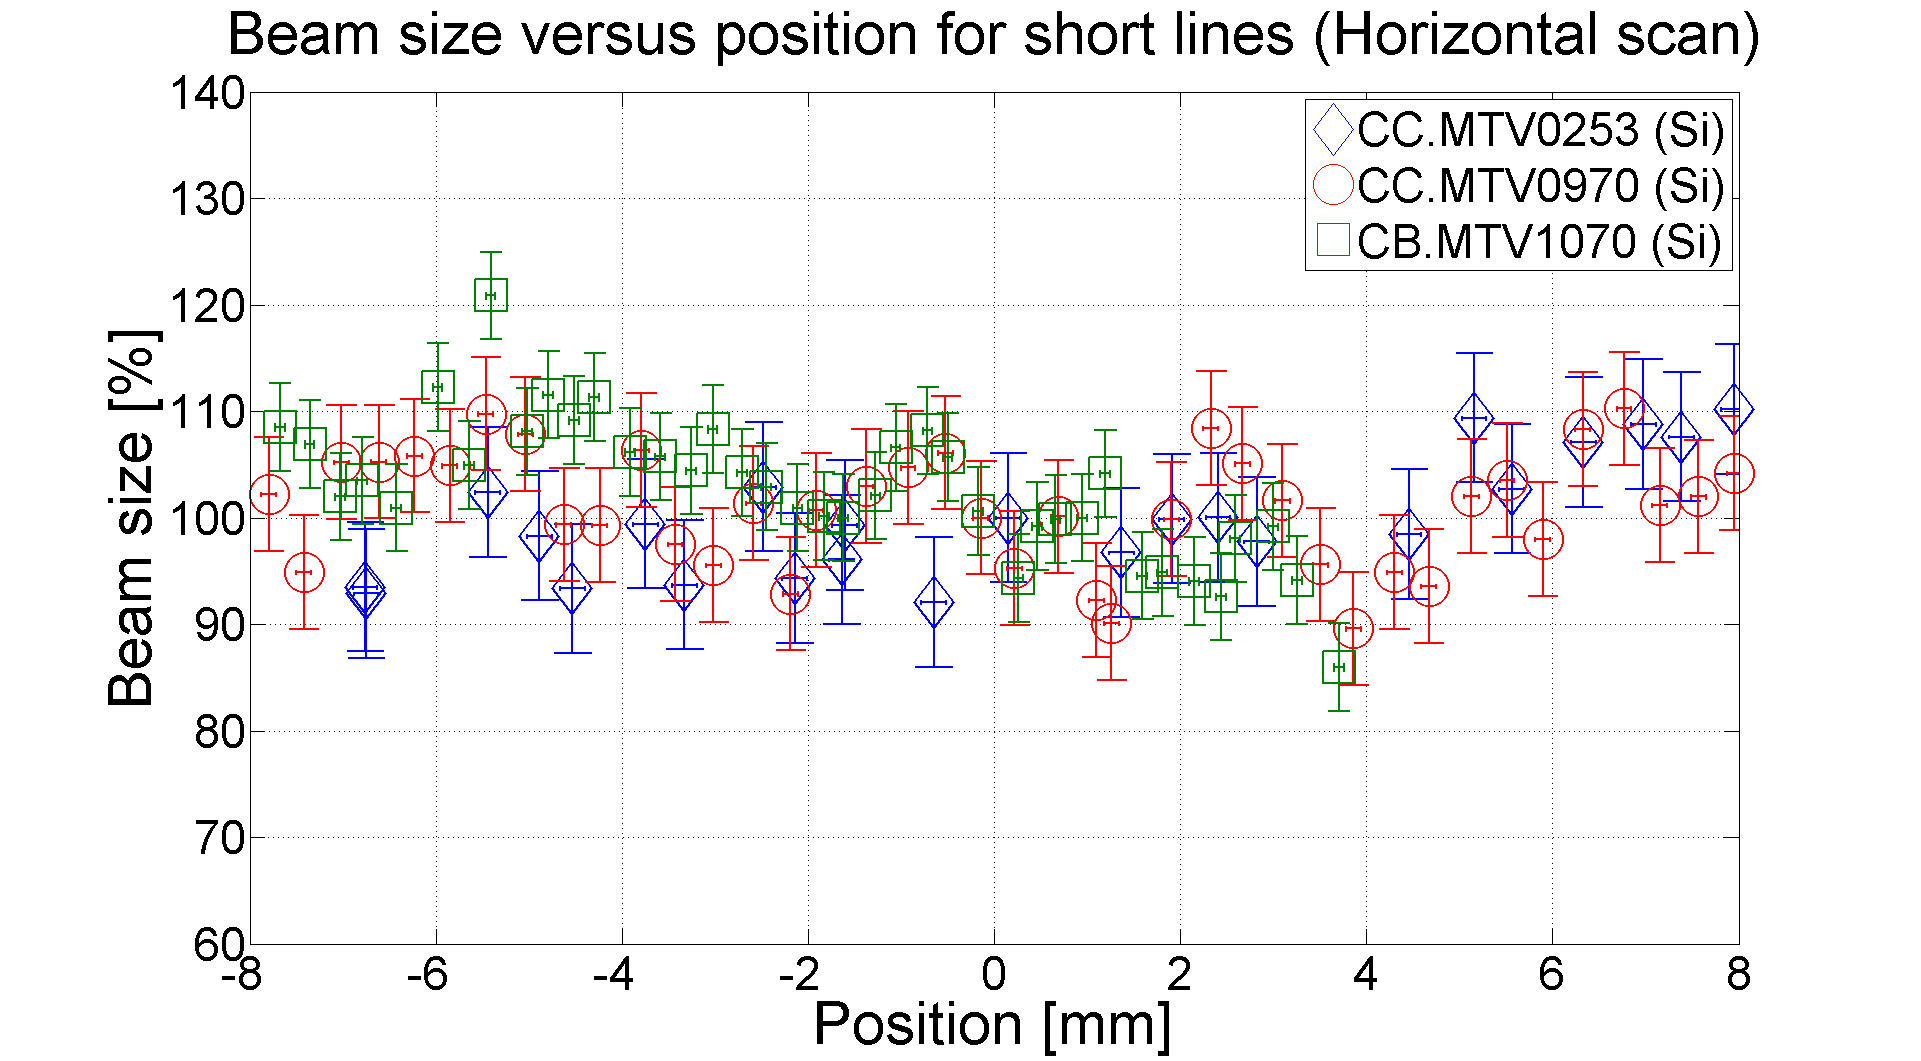 Beam size versus position for short lines (Horizontal scan)
140
130
120
110
100
90
80
70
60
Beam size [%]
CC.MTV0253 (Si)
CC.MTV0970 (Si)
CB.MTV1070 (Si)
-8 -6 -4 -2 0 2 4 6 8
Position [mm]